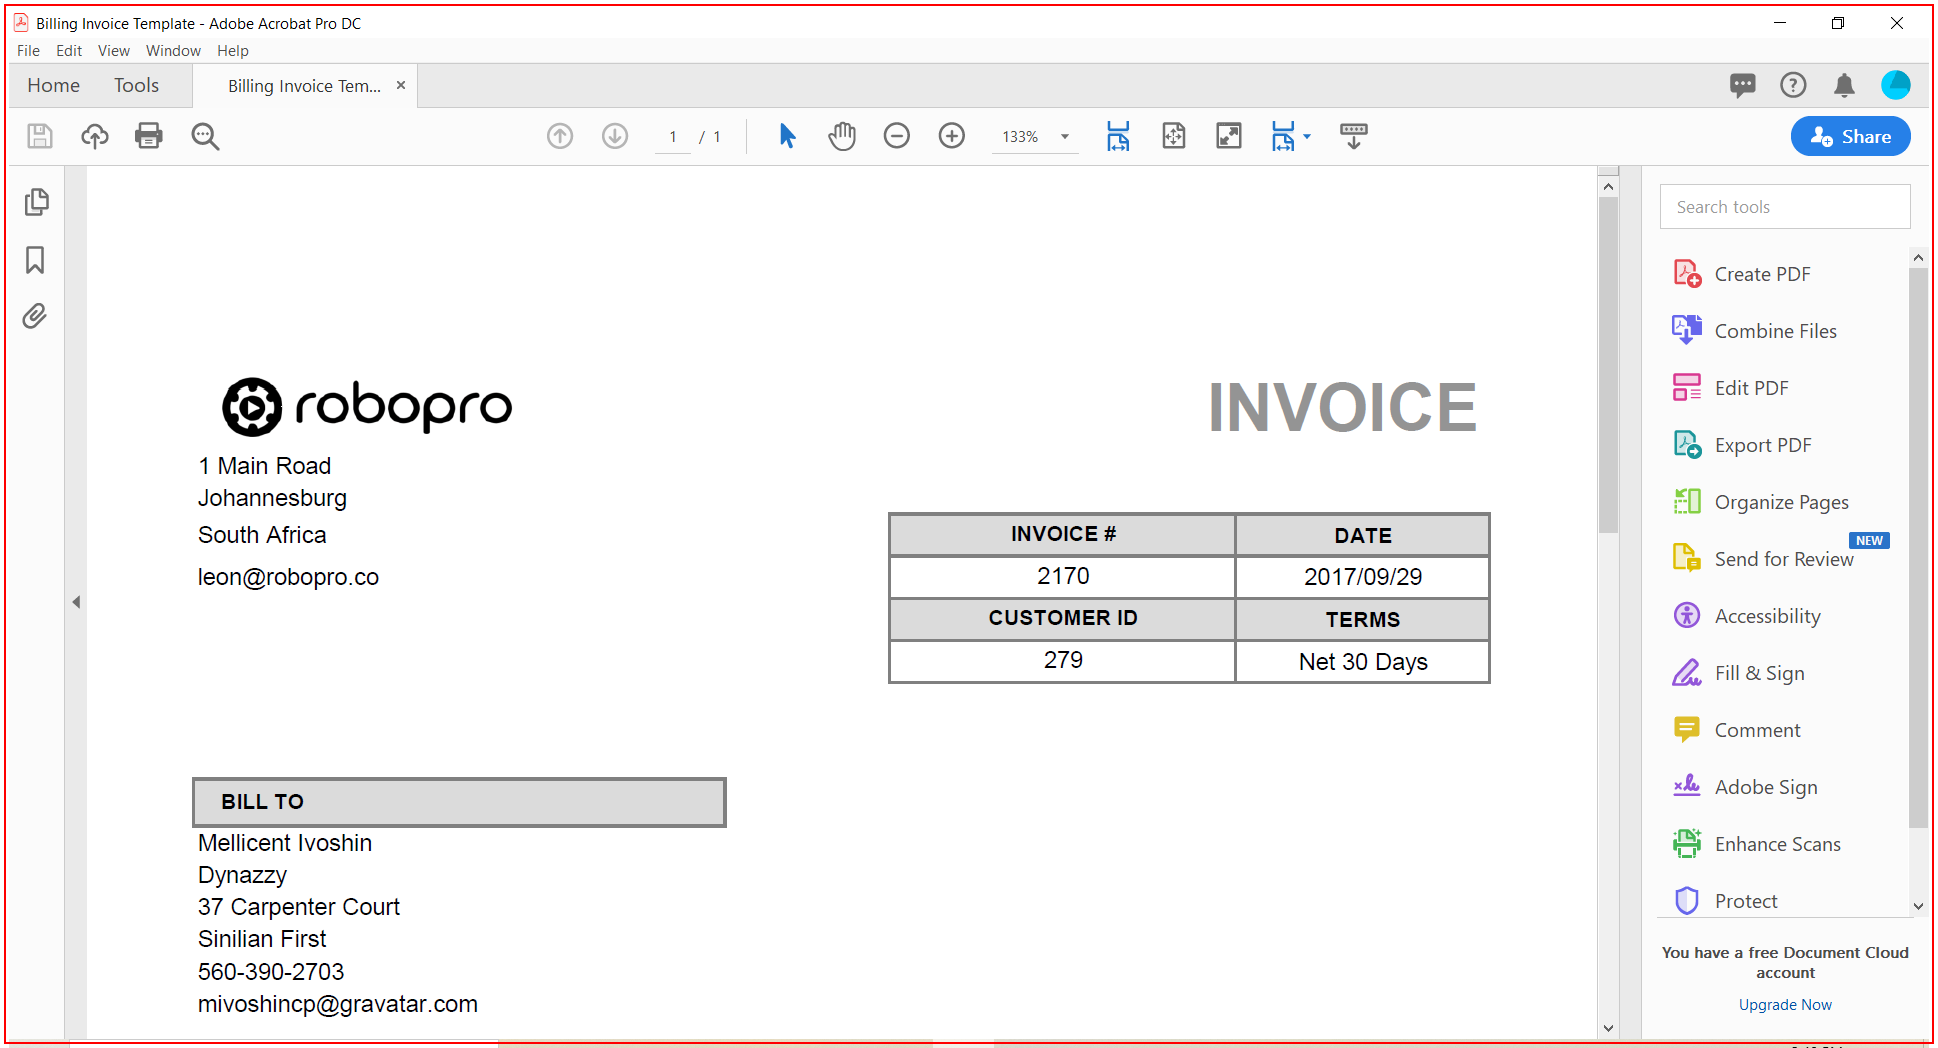 Billing Invoice Template - Adobe Acrobat Pro DC
File Edit View Window Help
Home Tools Billing Invoice Tem... ×
1 / 1 133% Share
Search tools
Create PDF
Combine Files
Edit PDF
Export PDF
Organize Pages
NEW
Send for Review
Accessibility
Fill & Sign
Comment
Adobe Sign
Enhance Scans
Protect
You have a free Document Cloud
account
Upgrade Now
robopro
INVOICE
1 Main Road
Johannesburg
South Africa
leon@robopro.co
INVOICE # DATE
2170 2017/09/29
CUSTOMER ID TERMS
279 Net 30 Days
BILL TO
Mellicent Ivoshin
Dynazzy
37 Carpenter Court
Sinilian First
560-390-2703
mivoshincp@gravatar.com